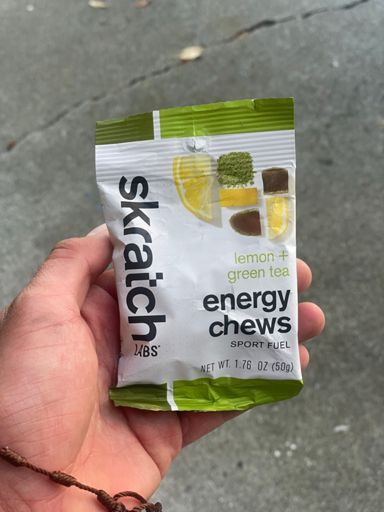 skratch
LABS
lemon +
green tea
energy
chews
SPORT FUEL
NET WT. 1.76 OZ (50g)